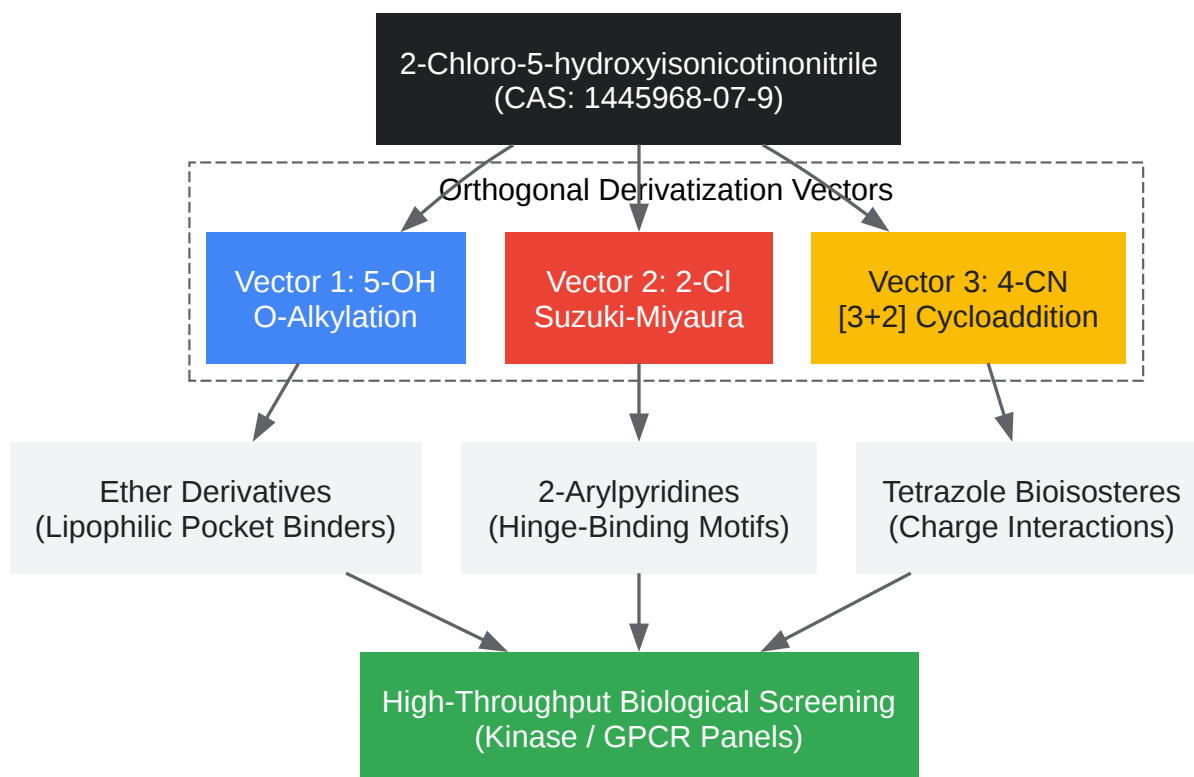 2-Chloro-5-hydroxyisonicotinonitrile
(CAS: 1445968-07-9)
Orthogonal Derivatization Vectors
Vector 1: 5-OH
O-Alkylation
Vector 2: 2-Cl
Suzuki-Miyaura
Vector 3: 4-CN
[3+2] Cycloaddition
Ether Derivatives
(Lipophilic Pocket Binders)
2-Arylpyridines
(Hinge-Binding Motifs)
Tetrazole Bioisosteres
(Charge Interactions)
High-Throughput Biological Screening
(Kinase / GPCR Panels)